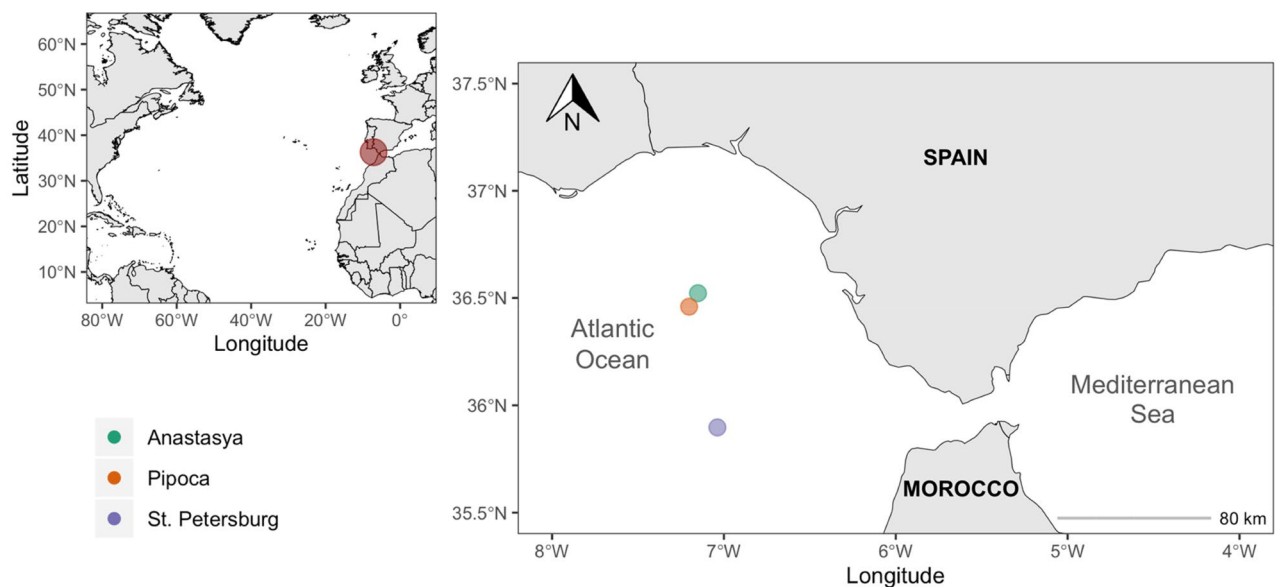 60°N
50°N
40°N
30°N
20°N
10°N
Latitude
80°W
60°W
40°W
20°W
0°
Longitude
Anastasya
Pipoca
St. Petersburg
37.5°N
37°N
36.5°N
36°N
35.5°N
N
SPAIN
Atlantic
Ocean
Mediterranean
Sea
MOROCCO
80 km
8°W
7°W
6°W
5°W
4°W
Longitude